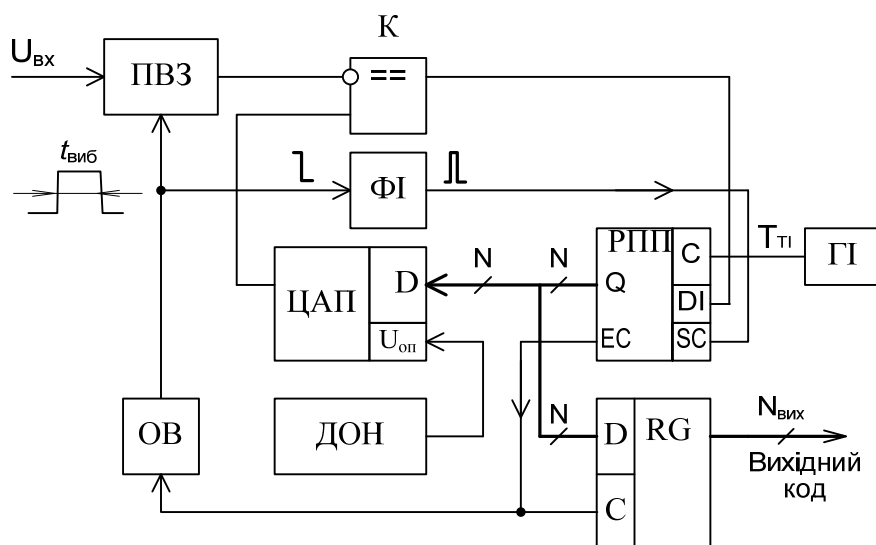 К
Uвх
ПВЗ
==
tвиб
ФІ
РПП
C
TТІ
ГІ
N
N
Q
DI
ЦАП
D
Uоп
EC
SC
ОВ
ДОН
N
D
RG
Nвих
Вихідний
код
C